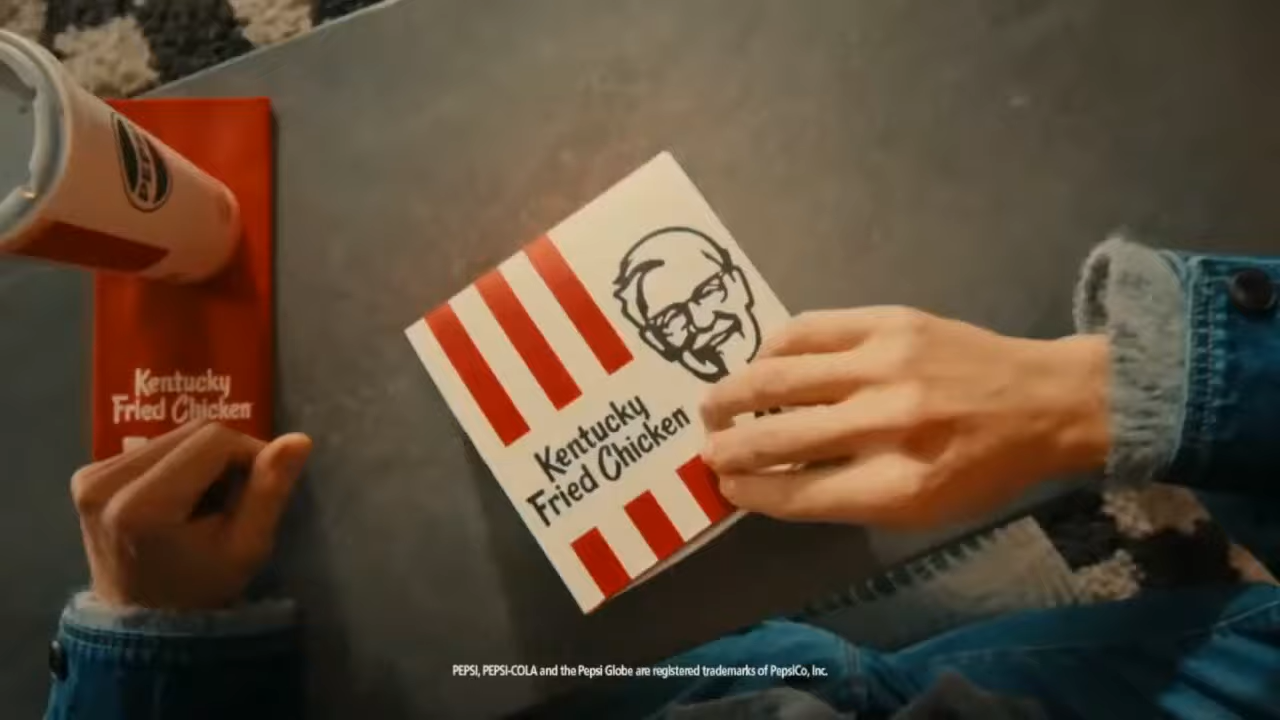 PEPSI
Kentucky
Fried Chicken
Kentucky
Fried Chicken
PEPSI, PEPSI-COLA and the Pepsi Globe are registered trademarks of PepsiCo, Inc.